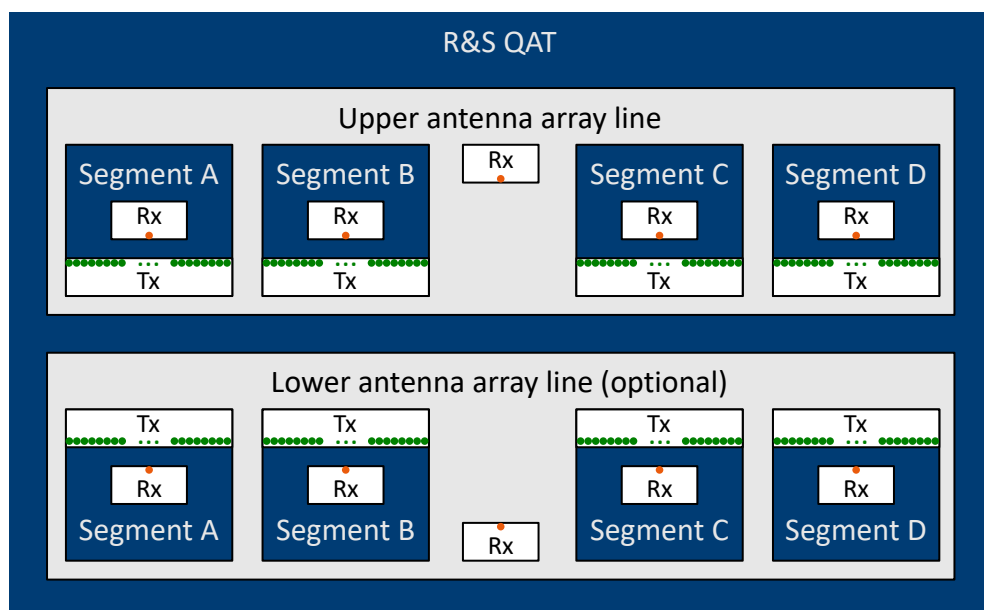 R&S QAT
Upper antenna array line
Segment A
Segment B
Rx
Segment C
Segment D
Rx
Rx
Rx
Rx
Tx
Tx
Tx
Tx
Lower antenna array line (optional)
Tx
Tx
Tx
Tx
Rx
Rx
Rx
Rx
Segment A
Segment B
Rx
Segment C
Segment D